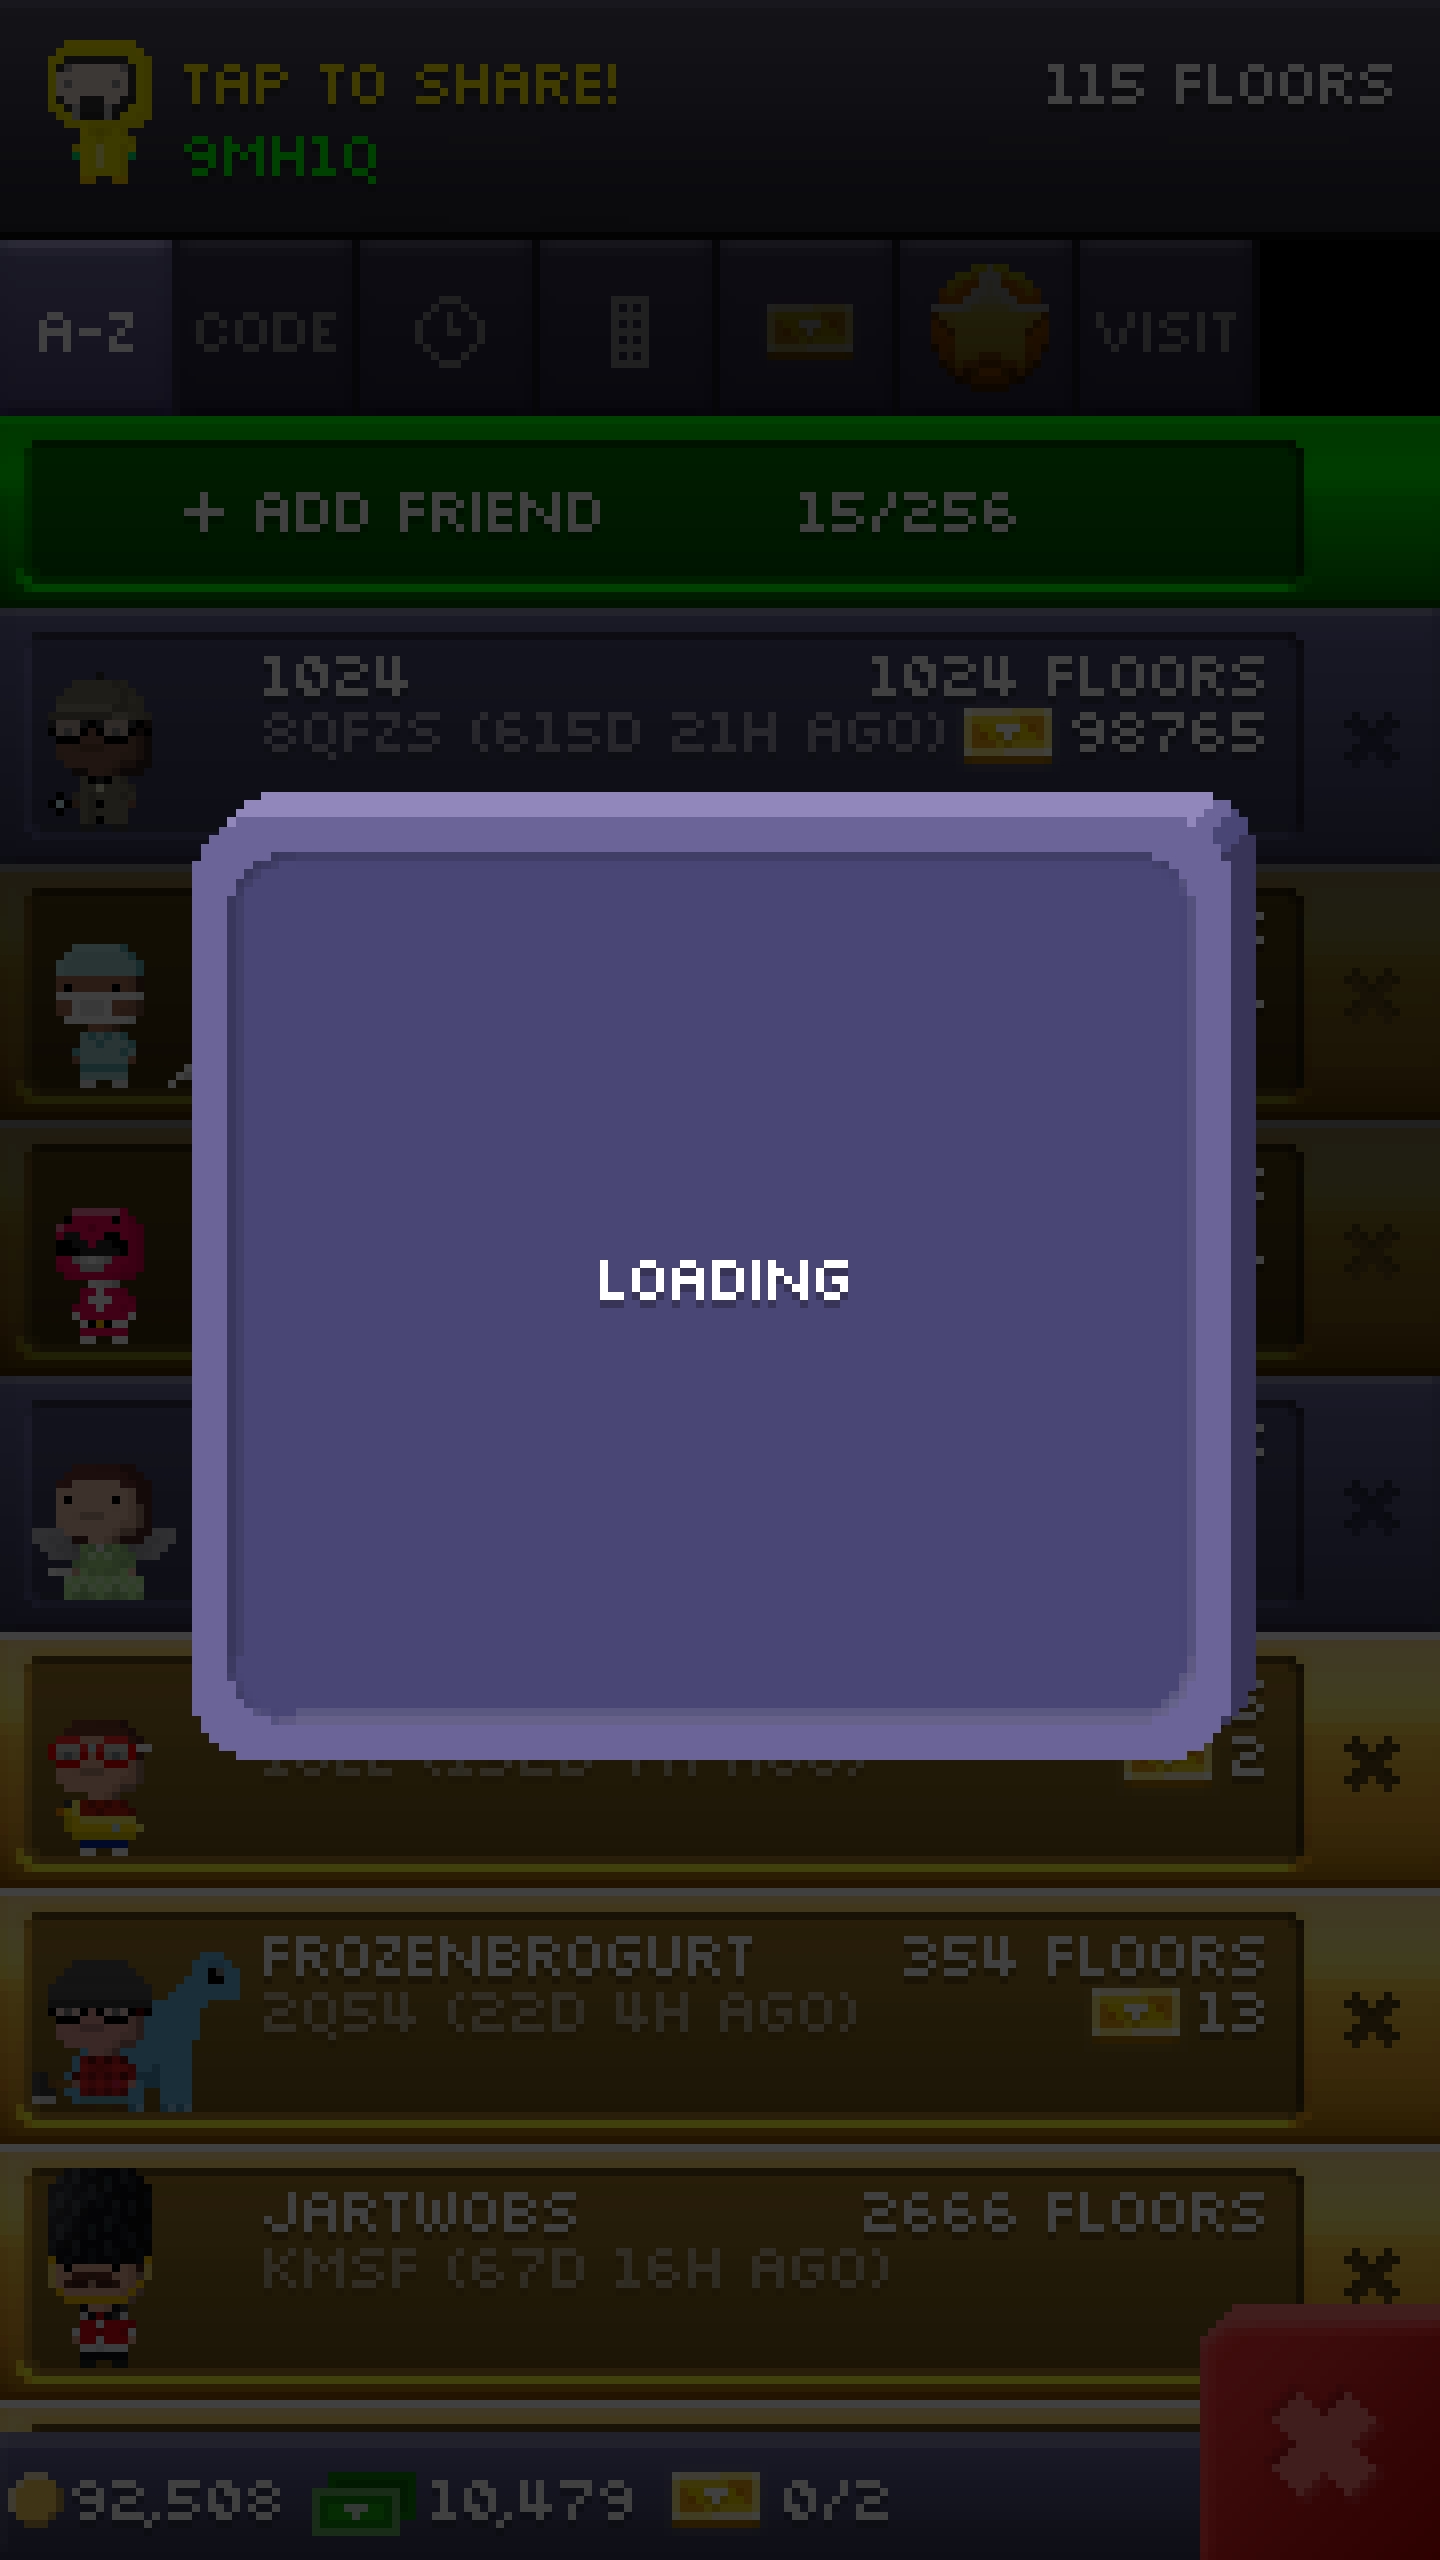 TAP TO SHARE!
115 FLOORS
9MH1Q
A-Z
CODE
VISIT
+ ADD FRIEND
15/256
1024
1024 FLOORS
8QFZS (615D 21H AGO)
98765
LOADING
2
FROZENBROGURT
354 FLOORS
2Q54 (22D 4H AGO)
13
JARTWOBS
2666 FLOORS
KMSF (67D 16H AGO)
92,508
10,479
0/2